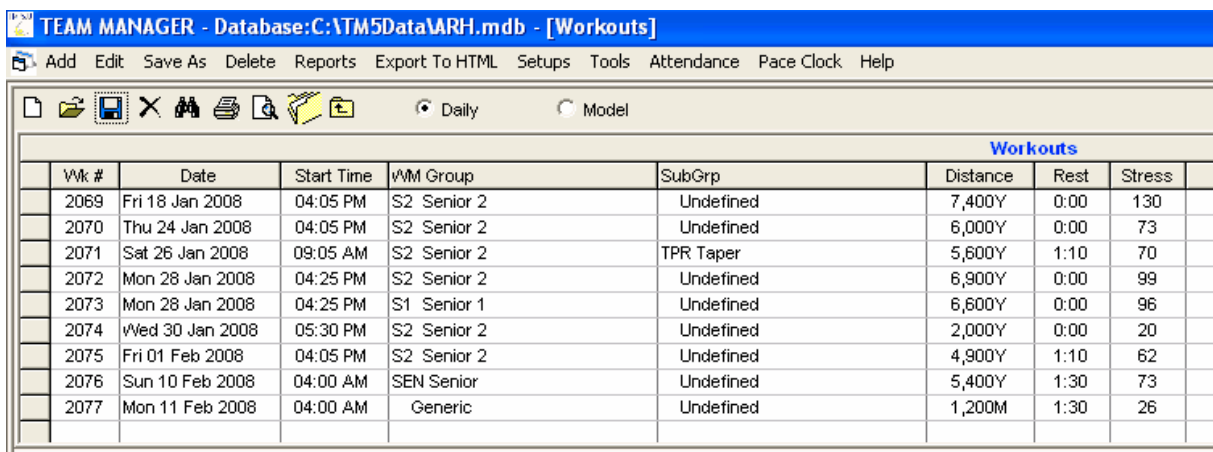 TEAM MANAGER - Database:C:\TM5Data\ARH.mdb - [Workouts]
Add Edit Save As Delete Reports Export To HTML Setups Tools Attendance Pace Clock Help
Daily Model
Workouts
Wk # Date Start Time WM Group SubGrp Distance Rest Stress
2069 Fri 18 Jan 2008 04:05 PM S2 Senior 2 Undefined 7,400Y 0:00 130
2070 Thu 24 Jan 2008 04:05 PM S2 Senior 2 Undefined 6,000Y 0:00 73
2071 Sat 26 Jan 2008 09:05 AM S2 Senior 2 TPR Taper 5,600Y 1:10 70
2072 Mon 28 Jan 2008 04:25 PM S2 Senior 2 Undefined 6,900Y 0:00 99
2073 Mon 28 Jan 2008 04:25 PM S1 Senior 1 Undefined 6,600Y 0:00 96
2074 Wed 30 Jan 2008 05:30 PM S2 Senior 2 Undefined 2,000Y 0:00 20
2075 Fri 01 Feb 2008 04:05 PM S2 Senior 2 Undefined 4,900Y 1:10 62
2076 Sun 10 Feb 2008 04:00 AM SEN Senior Undefined 5,400Y 1:30 73
2077 Mon 11 Feb 2008 04:00 AM Generic Undefined 1,200M 1:30 26